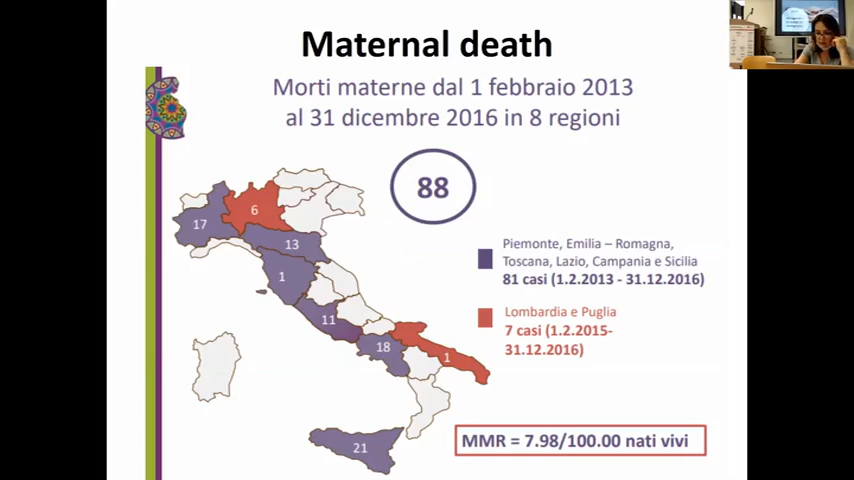 Maternal death
Morti materne dal 1 febbraio 2013
al 31 dicembre 2016 in 8 regioni
88
6
17
13
1
11
18
1
21
Piemonte, Emilia – Romagna,
Toscana, Lazio, Campania e Sicilia
81 casi (1.2.2013 - 31.12.2016)
Lombardia e Puglia
7 casi (1.2.2015-
31.12.2016)
MMR = 7.98/100.00 nati vivi